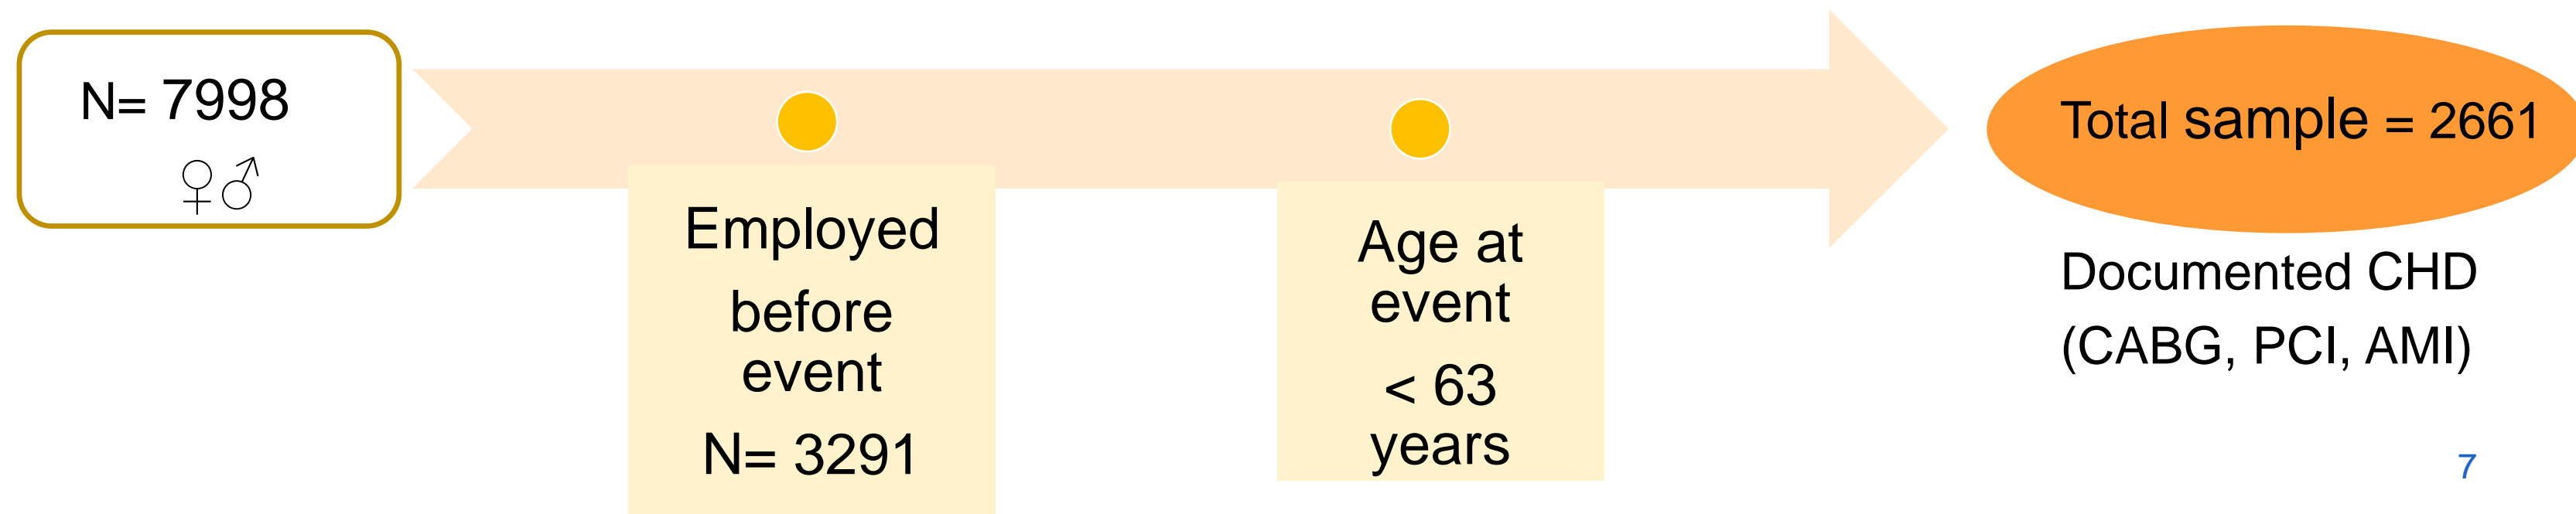 N= 7998
♀♂
Employed
before
event
N= 3291
Age at
event
< 63
years
Total sample = 2661
Documented CHD
(CABG, PCI, AMI)
7